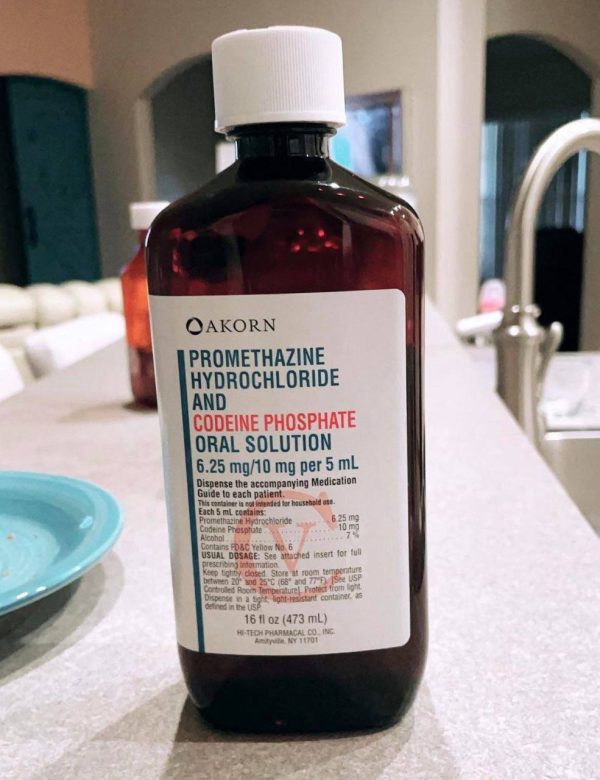 AKORN
PROMETHAZINE
HYDROCHLORIDE
AND
CODEINE PHOSPHATE
ORAL SOLUTION
6.25 mg/10 mg per 5 mL
Dispense the accompanying Medication
Guide to each patient.
This container is not intended for household use.
Each 5 mL contains:
Promethazine Hydrochloride ......... 6.25 mg
Codeine Phosphate ................ 10 mg
Alcohol ......................... 7 %
Contains FD&C Yellow No. 6
USUAL DOSAGE: See attached insert for full
prescribing information.
Keep tightly closed. Store at room temperature
between 20° and 25°C (68° and 77°F). [See USP
Controlled Room Temperature]. Protect from light.
Dispense in a tight, light-resistant container, as
defined in the USP.
16 fl oz (473 mL)
HI-TECH PHARMACAL CO., INC.
Amityville, NY 11701